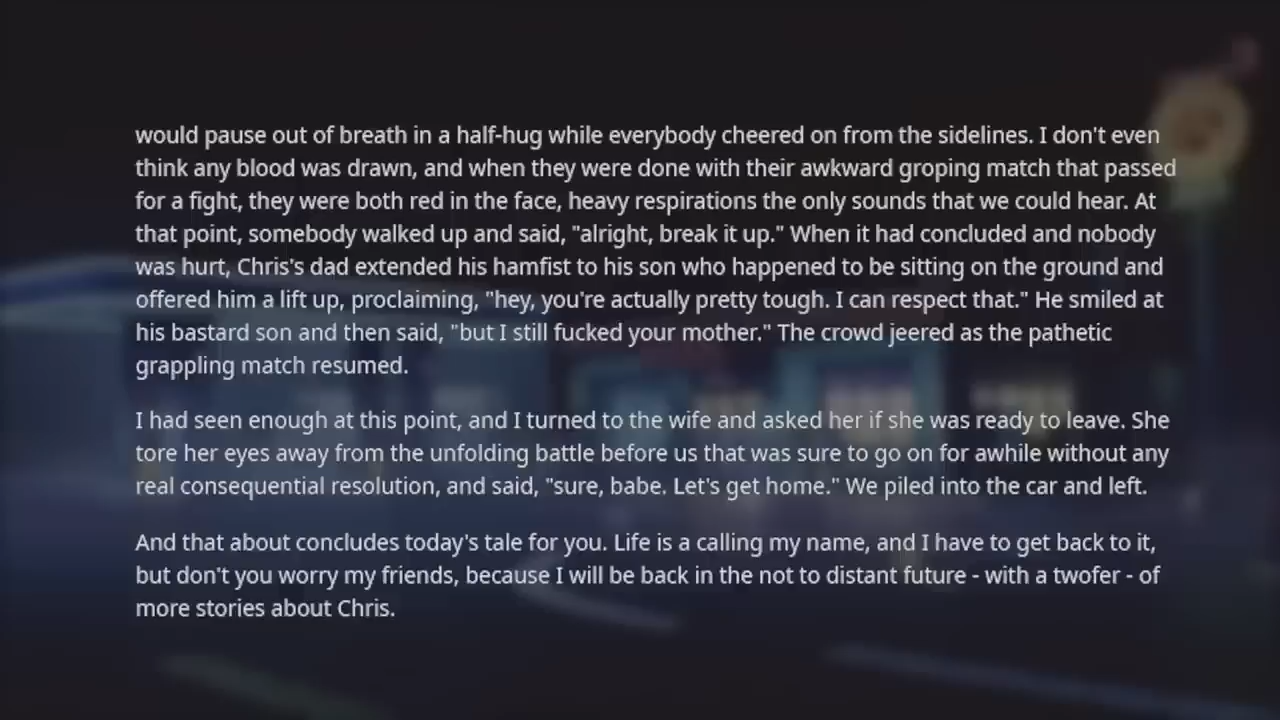 would pause out of breath in a half-hug while everybody cheered on from the sidelines. I don't even
think any blood was drawn, and when they were done with their awkward groping match that passed
for a fight, they were both red in the face, heavy respirations the only sounds that we could hear. At
that point, somebody walked up and said, "alright, break it up." When it had concluded and nobody
was hurt, Chris's dad extended his hamfist to his son who happened to be sitting on the ground and
offered him a lift up, proclaiming, "hey, you're actually pretty tough. I can respect that." He smiled at
his bastard son and then said, "but I still fucked your mother." The crowd jeered as the pathetic
grappling match resumed.
I had seen enough at this point, and I turned to the wife and asked her if she was ready to leave. She
tore her eyes away from the unfolding battle before us that was sure to go on for awhile without any
real consequential resolution, and said, "sure, babe. Let's get home." We piled into the car and left.
And that about concludes today's tale for you. Life is a calling my name, and I have to get back to it,
but don't you worry my friends, because I will be back in the not to distant future - with a twofer - of
more stories about Chris.